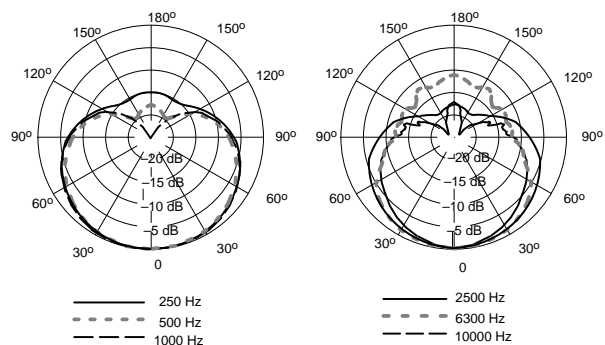 180º
150º 150º
120º 120º
90º 90º
–20 dB
–15 dB
60º 60º
–10 dB
–5 dB
30º 30º
0
250 Hz
500 Hz
1000 Hz
180º
150º 150º
120º 120º
90º 90º
–20 dB
–15 dB
60º 60º
–10 dB
–5 dB
30º 30º
0
2500 Hz
6300 Hz
10000 Hz